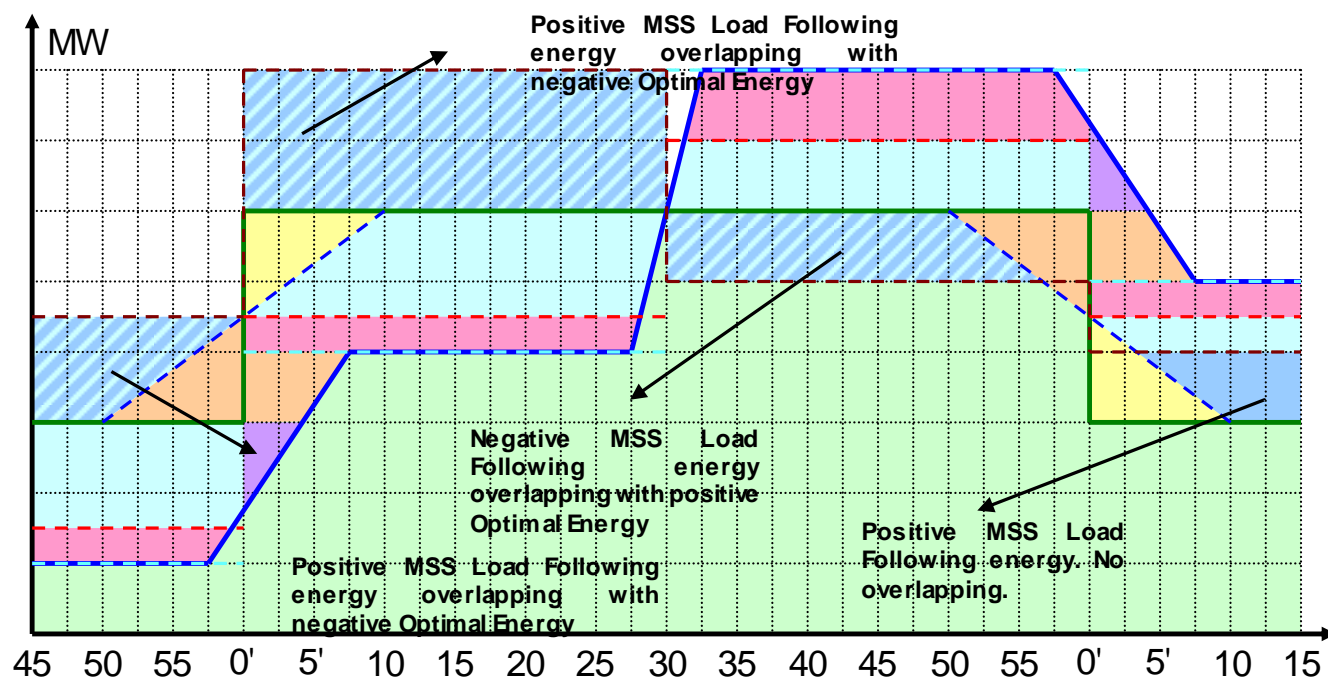 MW
Positive MSS Load Following
energy overlapping with
negative Optimal Energy
Negative MSS Load
Following energy
overlapping with positive
Optimal Energy
Positive MSS Load
Following energy. No
overlapping.
Positive MSS Load Following
energy overlapping with
negative Optimal Energy
45 50 55 0' 5' 10 15 20 25 30 35 40 45 50 55 0' 5' 10 15